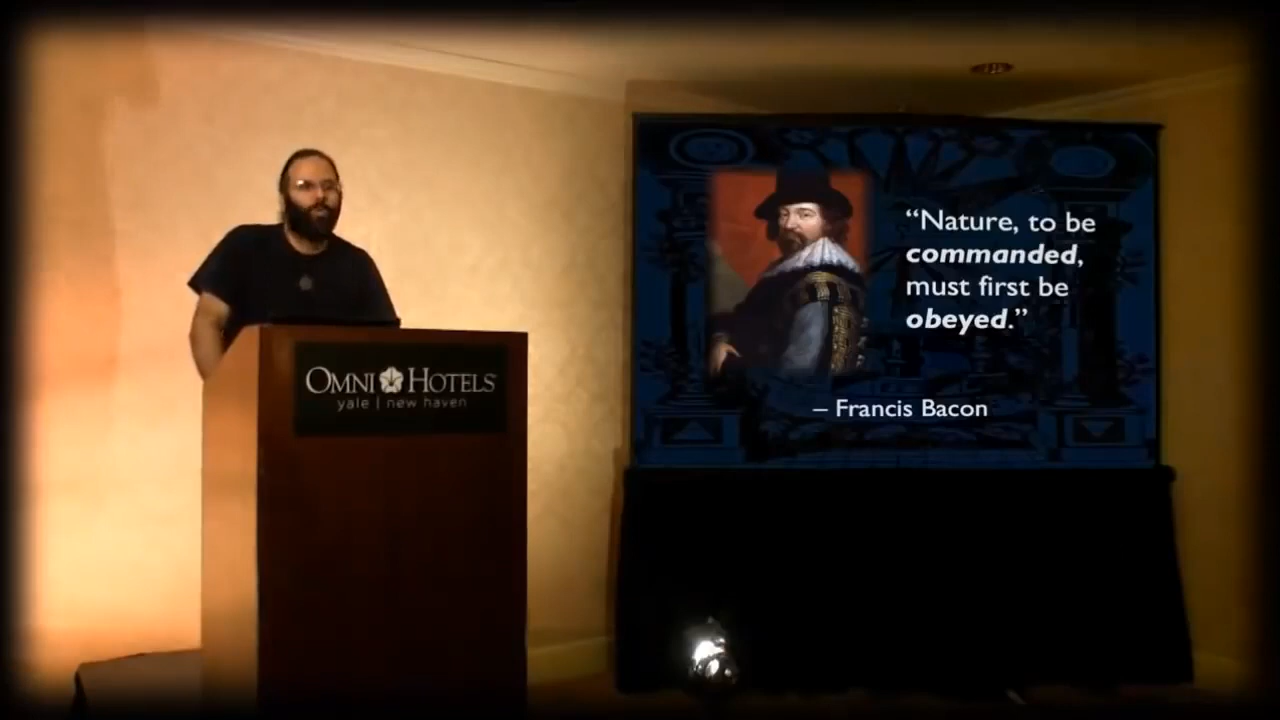 OMNI HOTELS
yale | new haven
“Nature, to be
commanded,
must first be
obeyed.”
– Francis Bacon